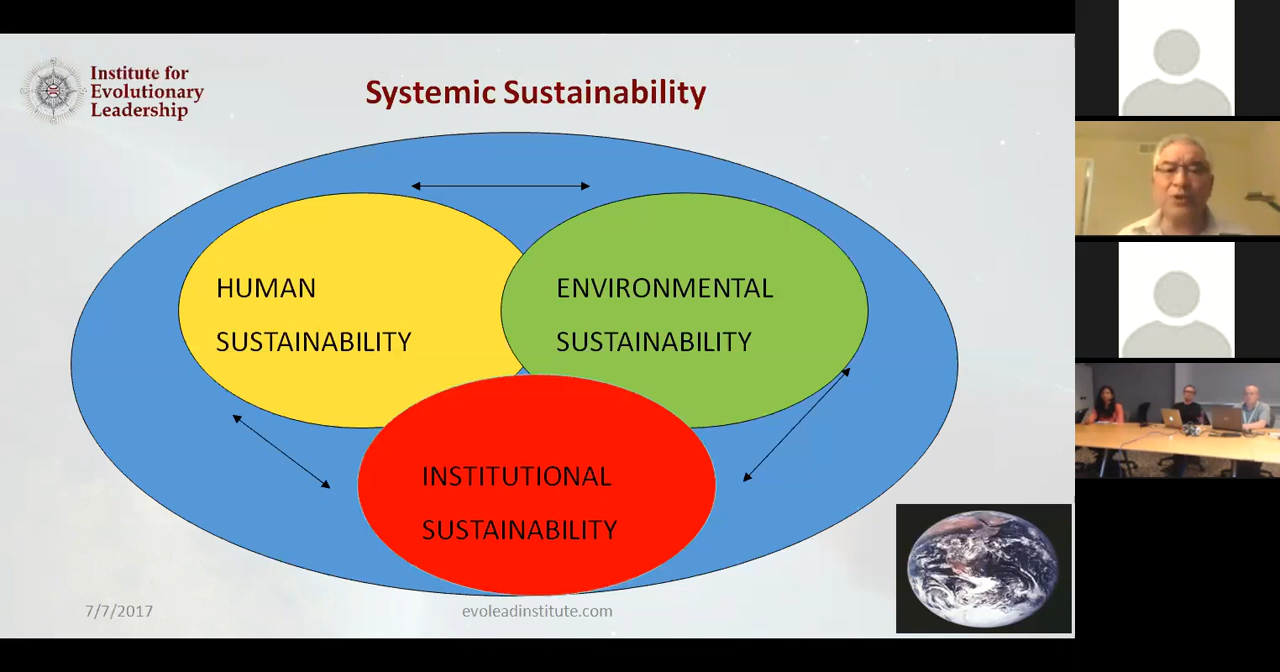 Institute for
Evolutionary
Leadership
Systemic Sustainability
HUMAN
SUSTAINABILITY
ENVIRONMENTAL
SUSTAINABILITY
INSTITUTIONAL
SUSTAINABILITY
7/7/2017
evoleadinstitute.com